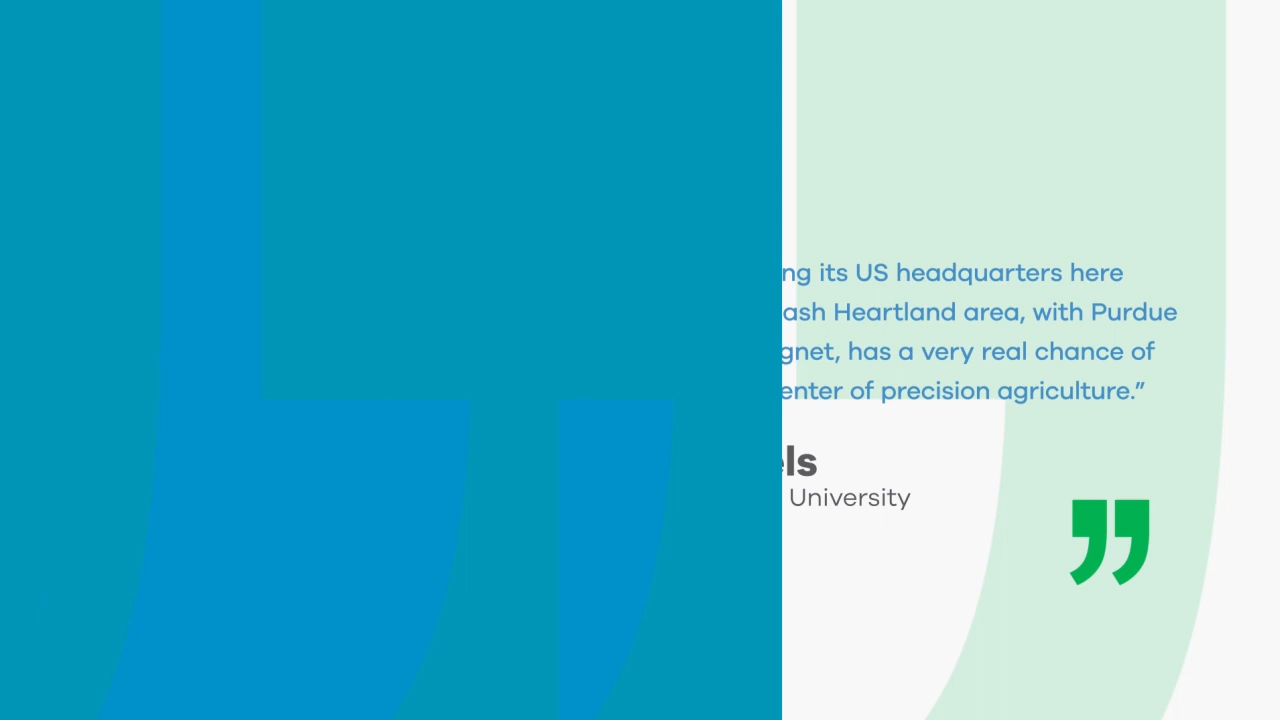 ng its US headquarters here
ash Heartland area, with Purdue
gnet, has a very real chance of
enter of precision agriculture.”
els
University